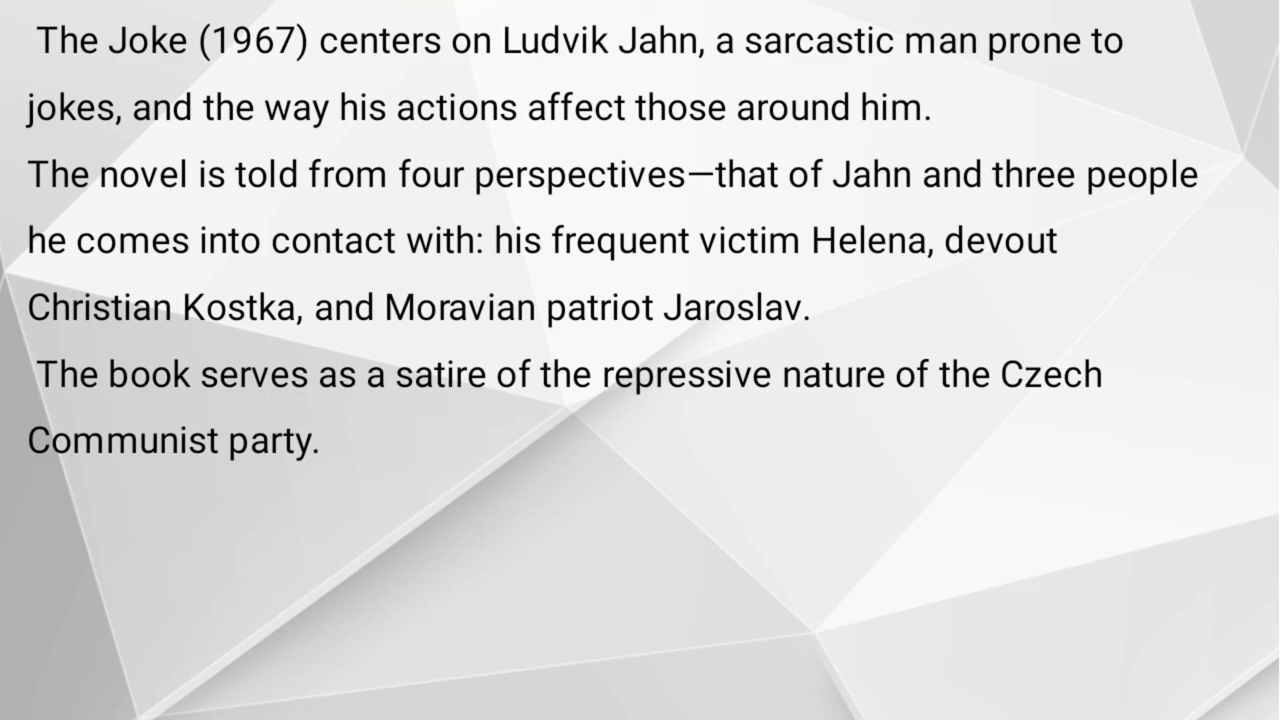 The Joke (1967) centers on Ludvik Jahn, a sarcastic man prone to
jokes, and the way his actions affect those around him.
The novel is told from four perspectives—that of Jahn and three people
he comes into contact with: his frequent victim Helena, devout
Christian Kostka, and Moravian patriot Jaroslav.
The book serves as a satire of the repressive nature of the Czech
Communist party.